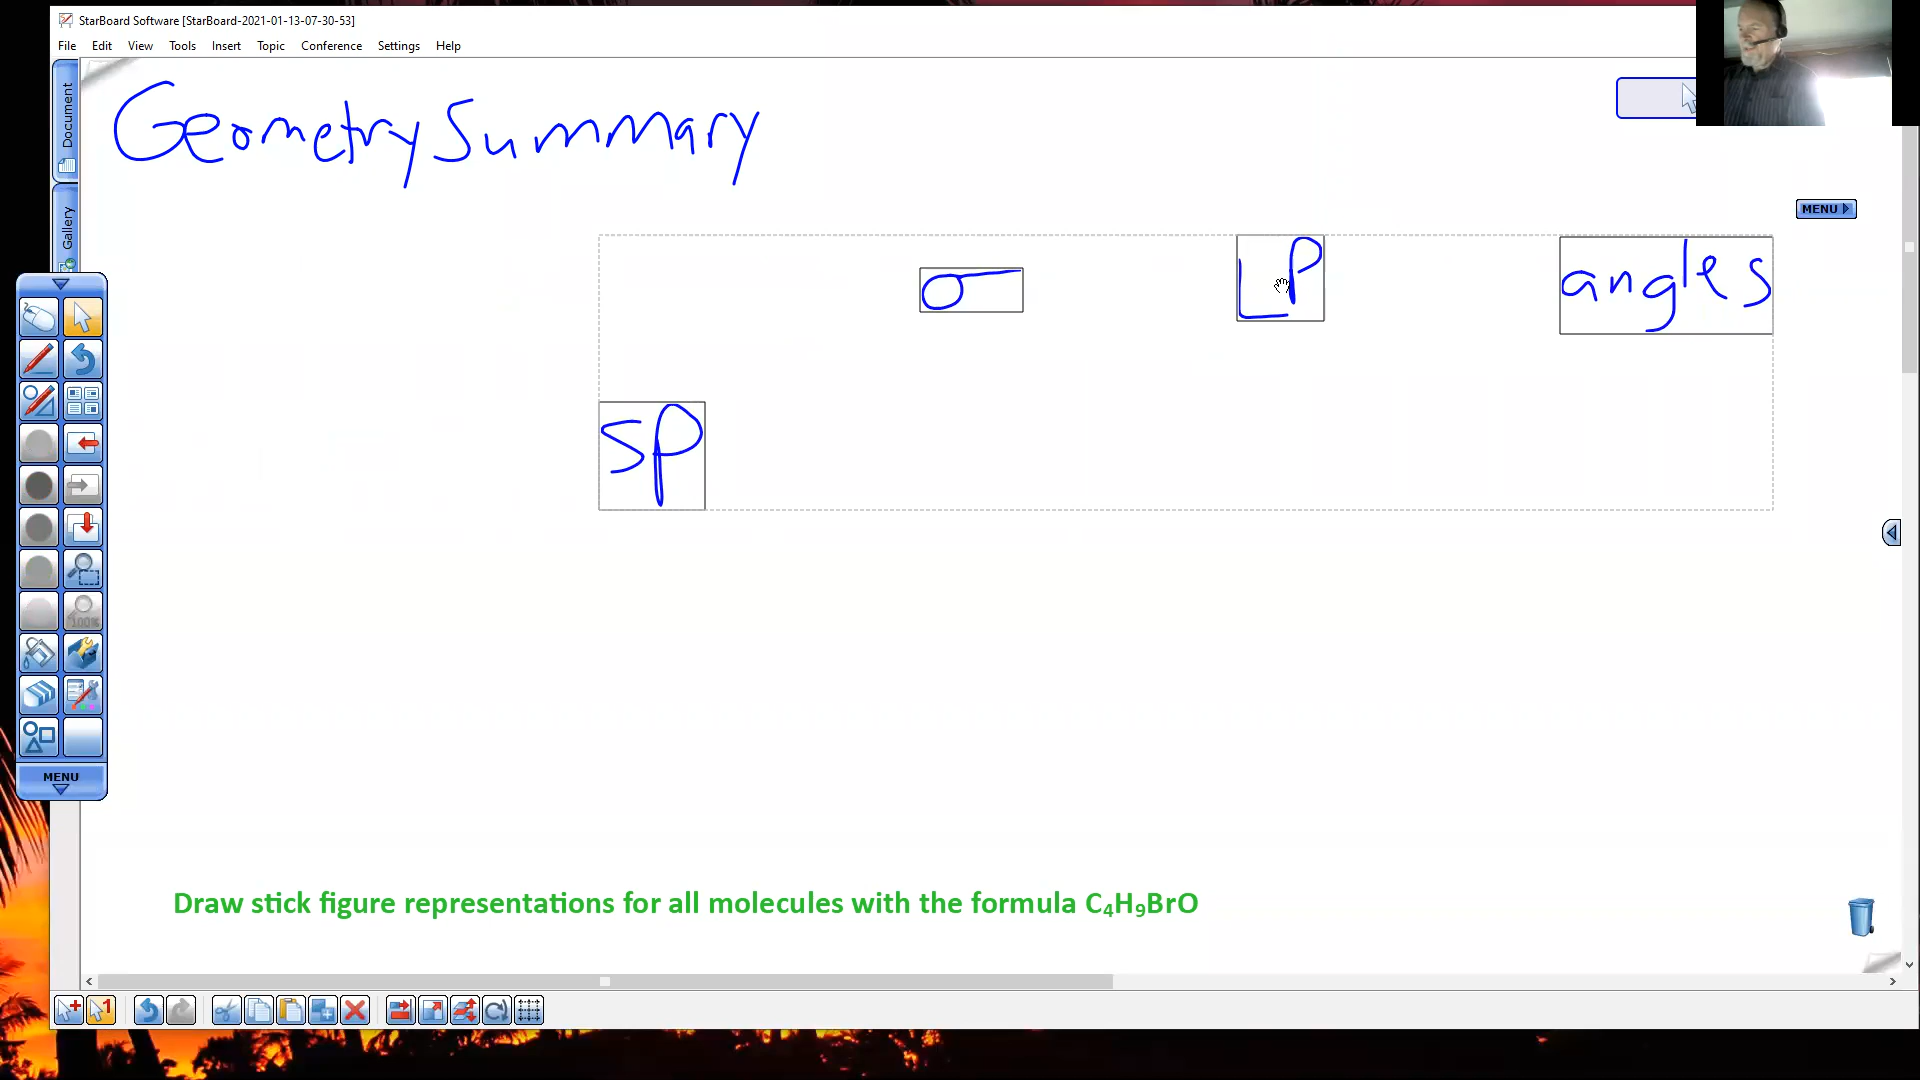 StarBoard Software [StarBoard-2021-01-13-07-30-53]
File Edit View Tools Insert Topic Conference Settings Help
Document
Geometry Summary
Gallery
MENU
σ LP angles
sp
100%
MENU
Draw stick figure representations for all molecules with the formula C₄H₉BrO
1